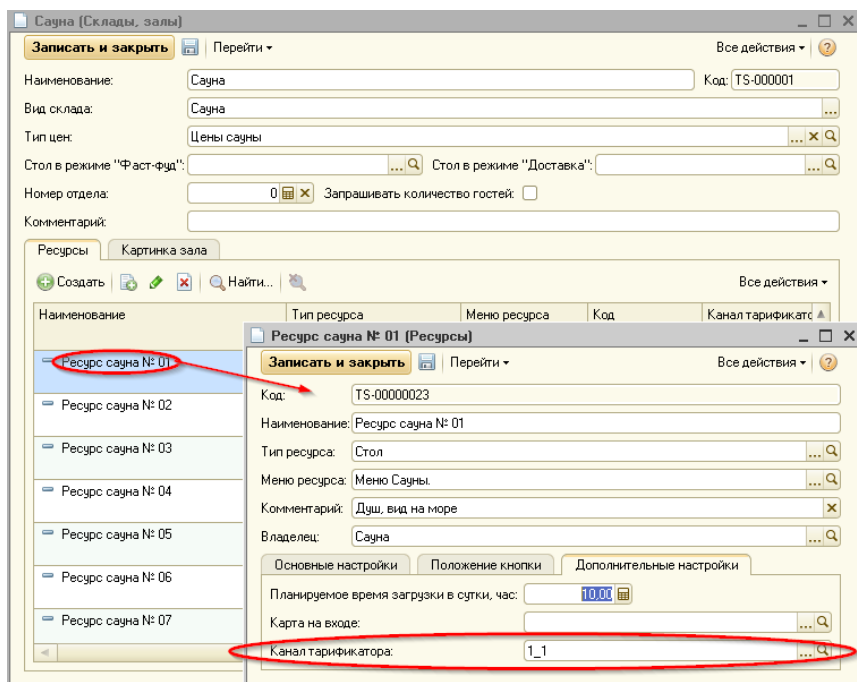 Сауна (Склады, залы)
Записать и закрыть Перейти Все действия
Наименование: Сауна Код: TS-000001
Вид склада: Сауна ...
Тип цен: Цены сауны ...
Стол в режиме "Фаст-фуд": ... Стол в режиме "Доставка": ...
Номер отдела: 0 Запрашивать количество гостей:
Комментарий:
Ресурсы Картинка зала
Создать Найти... Все действия
Наименование Тип ресурса Меню ресурса Код Канал тарификатс
Ресурс сауна № 01
Ресурс сауна № 02
Ресурс сауна № 03
Ресурс сауна № 04
Ресурс сауна № 05
Ресурс сауна № 06
Ресурс сауна № 07
Ресурс сауна № 01 (Ресурсы)
Записать и закрыть Перейти Все действия
Код: TS-00000023
Наименование: Ресурс сауна № 01
Тип ресурса: Стол ...
Меню ресурса: Меню Сауны. ...
Комментарий: Душ, вид на море
Владелец: Сауна ...
Основные настройки Положение кнопки Дополнительные настройки
Планируемое время загрузки в сутки, час: 10,00
Карта на входе: ...
Канал тарификатора: 1_1 ...